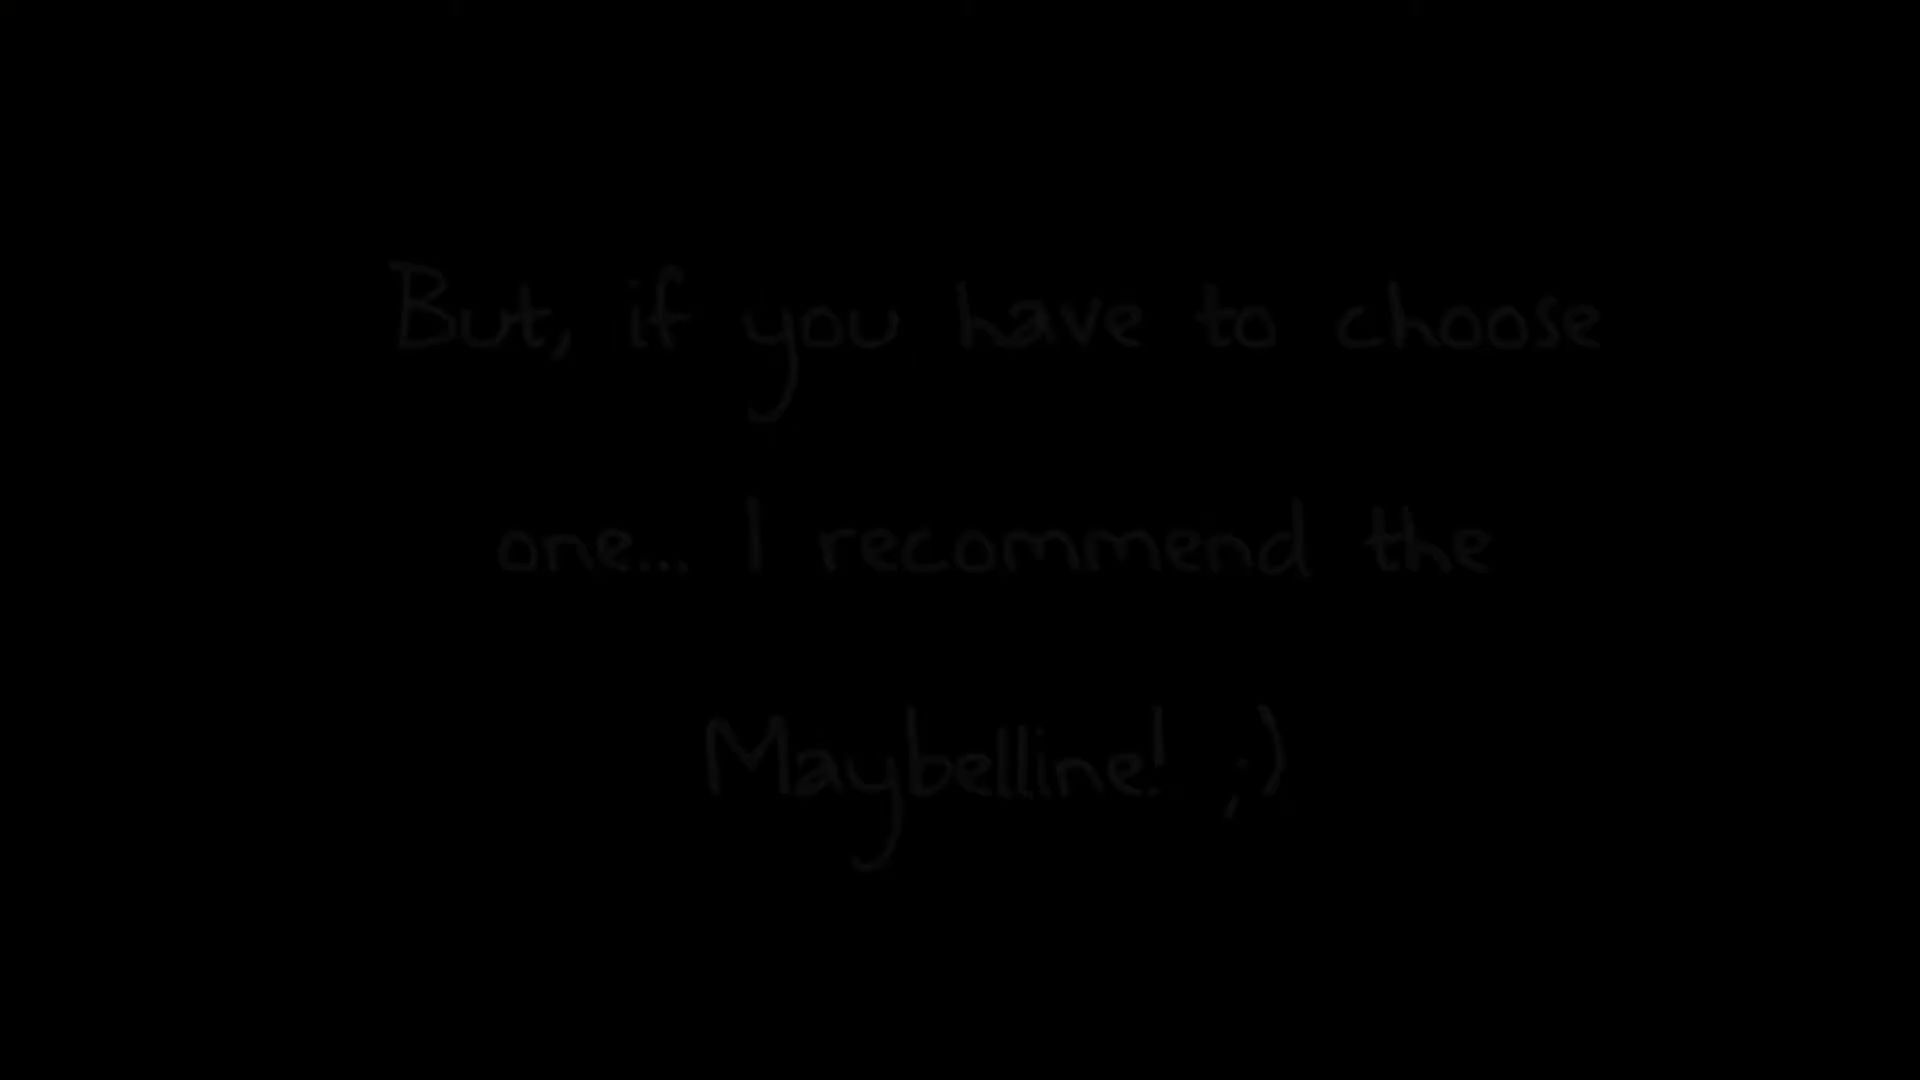 But, if you have to choose
one... I recommend the
Maybelline! ;)